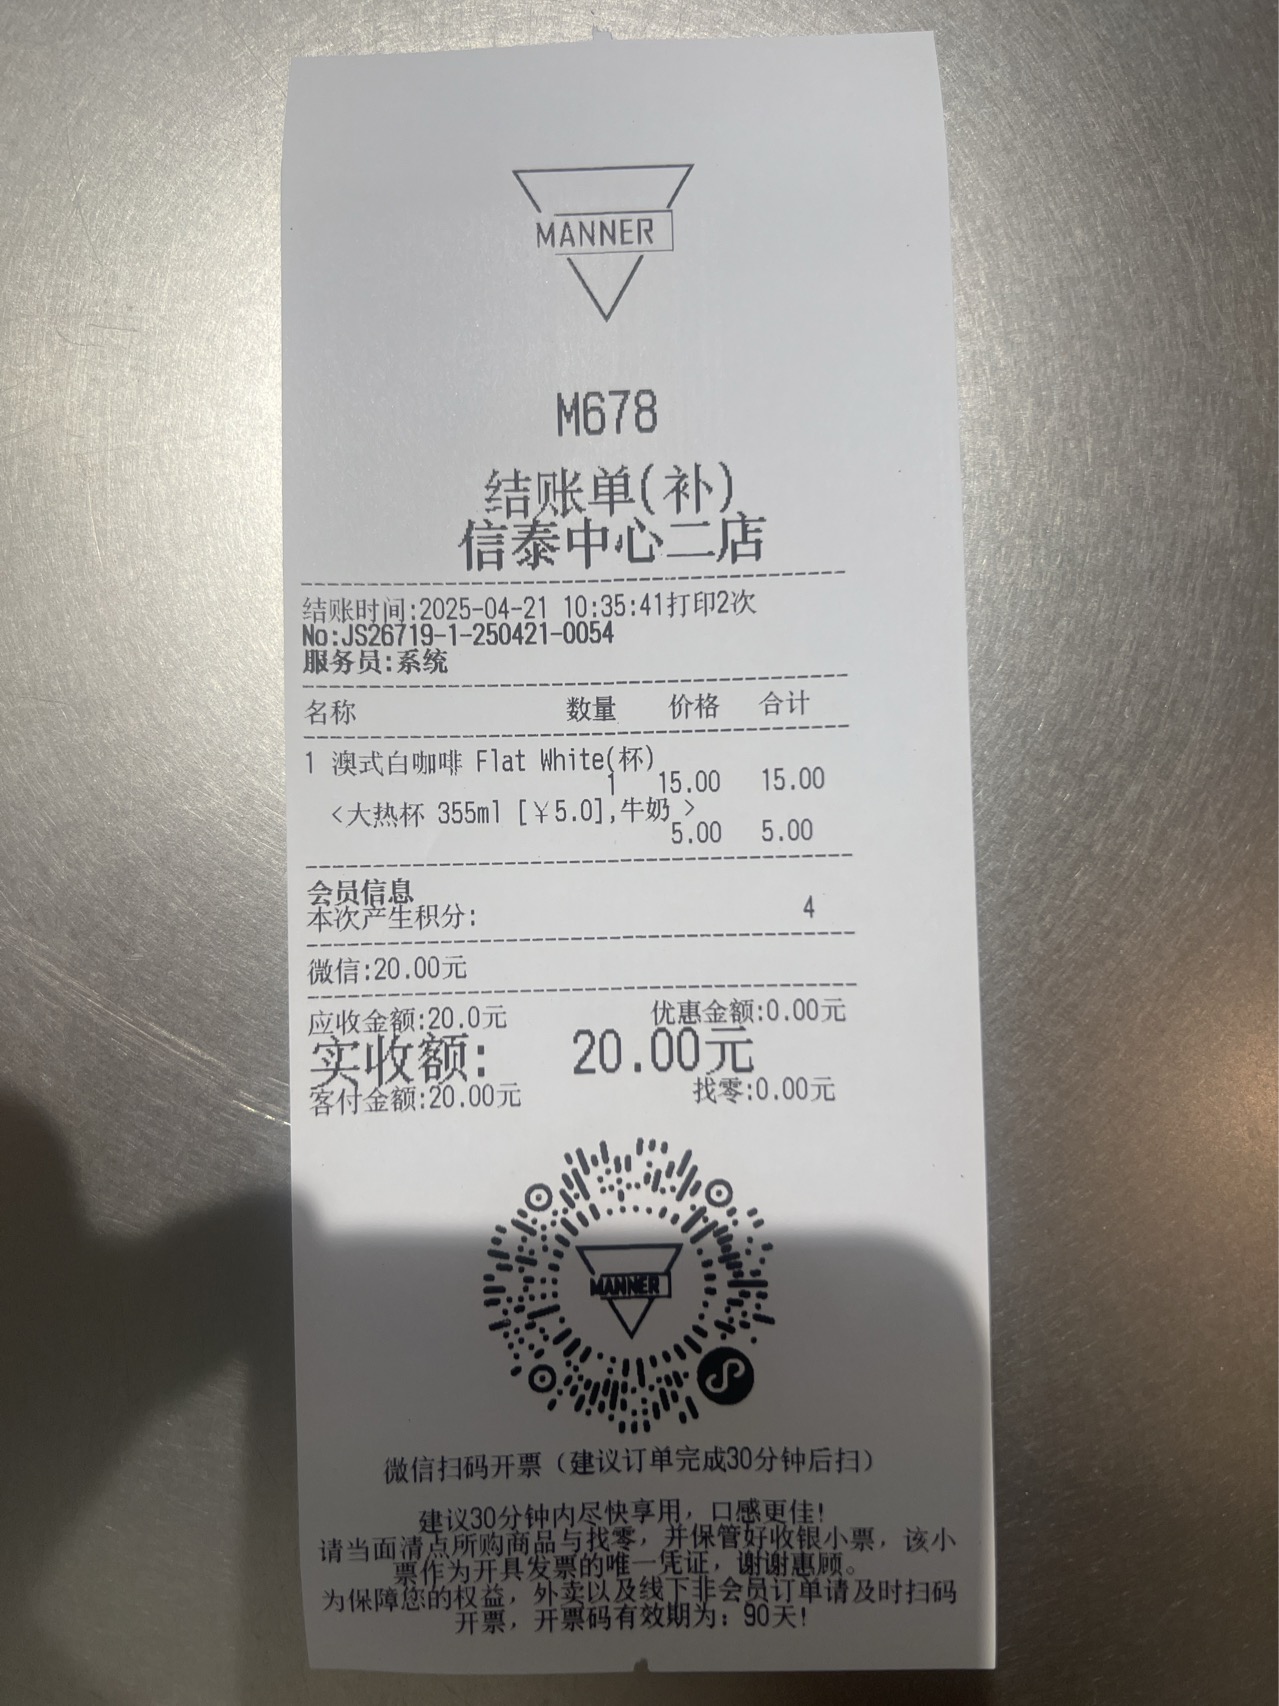 MANNER
M678
结账单(补)
信泰中心二店
结账时间:2025-04-21 10:35:41打印2次
No:JS26719-1-250421-0054
服务员:系统
名称 数量 价格 合计
1 澳式白咖啡 Flat White(杯)
1 15.00 15.00
<大热杯 355ml [￥5.0],牛奶 >
5.00 5.00
会员信息
本次产生积分: 4
微信:20.00元
应收金额:20.0元 优惠金额:0.00元
实收额: 20.00元
客付金额:20.00元 找零:0.00元
MANNER
微信扫码开票（建议订单完成30分钟后扫）
建议30分钟内尽快享用，口感更佳!
请当面清点所购商品与找零，并保管好收银小票，该小
票作为开具发票的唯一凭证，谢谢惠顾。
为保障您的权益，外卖以及线下非会员订单请及时扫码
开票，开票码有效期为：90天!